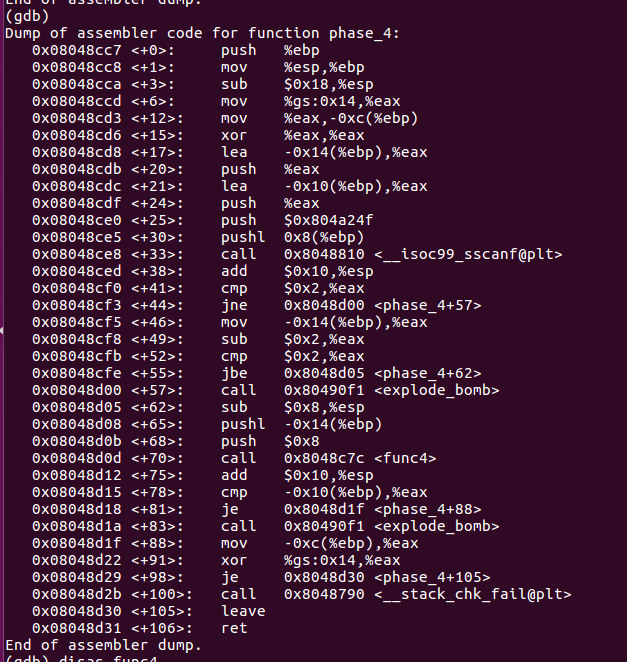 End of assembler dump.
(gdb)
Dump of assembler code for function phase_4:
0x08048cc7 <+0>: push %ebp
0x08048cc8 <+1>: mov %esp,%ebp
0x08048cca <+3>: sub $0x18,%esp
0x08048ccd <+6>: mov %gs:0x14,%eax
0x08048cd3 <+12>: mov %eax,-0xc(%ebp)
0x08048cd6 <+15>: xor %eax,%eax
0x08048cd8 <+17>: lea -0x14(%ebp),%eax
0x08048cdb <+20>: push %eax
0x08048cdc <+21>: lea -0x10(%ebp),%eax
0x08048cdf <+24>: push %eax
0x08048ce0 <+25>: push $0x804a24f
0x08048ce5 <+30>: pushl 0x8(%ebp)
0x08048ce8 <+33>: call 0x8048810 <__isoc99_sscanf@plt>
0x08048ced <+38>: add $0x10,%esp
0x08048cf0 <+41>: cmp $0x2,%eax
0x08048cf3 <+44>: jne 0x8048d00 <phase_4+57>
0x08048cf5 <+46>: mov -0x14(%ebp),%eax
0x08048cf8 <+49>: sub $0x2,%eax
0x08048cfb <+52>: cmp $0x2,%eax
0x08048cfe <+55>: jbe 0x8048d05 <phase_4+62>
0x08048d00 <+57>: call 0x80490f1 <explode_bomb>
0x08048d05 <+62>: sub $0x8,%esp
0x08048d08 <+65>: pushl -0x14(%ebp)
0x08048d0b <+68>: push $0x8
0x08048d0d <+70>: call 0x8048c7c <func4>
0x08048d12 <+75>: add $0x10,%esp
0x08048d15 <+78>: cmp -0x10(%ebp),%eax
0x08048d18 <+81>: je 0x8048d1f <phase_4+88>
0x08048d1a <+83>: call 0x80490f1 <explode_bomb>
0x08048d1f <+88>: mov -0xc(%ebp),%eax
0x08048d22 <+91>: xor %gs:0x14,%eax
0x08048d29 <+98>: je 0x8048d30 <phase_4+105>
0x08048d2b <+100>: call 0x8048790 <__stack_chk_fail@plt>
0x08048d30 <+105>: leave
0x08048d31 <+106>: ret
End of assembler dump.
(gdb) disas func4